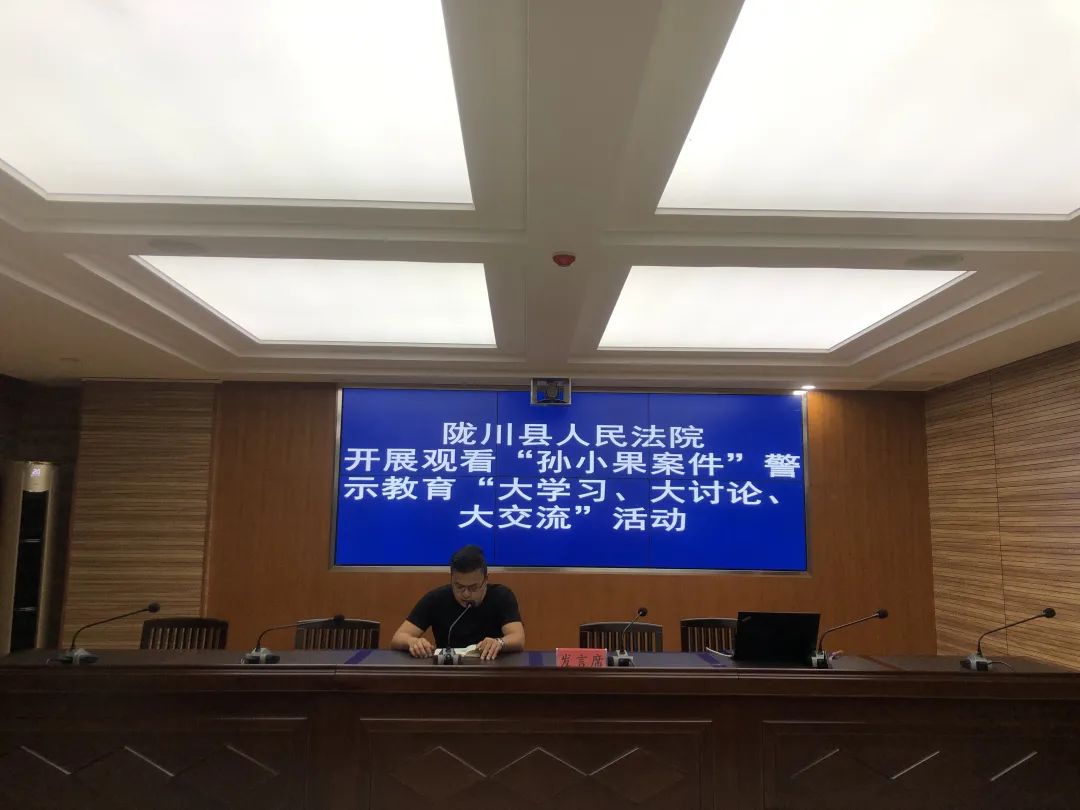 陇川县人民法院
开展观看“孙小果案件”警
示教育“大学习、大讨论、
大交流”活动
发言席